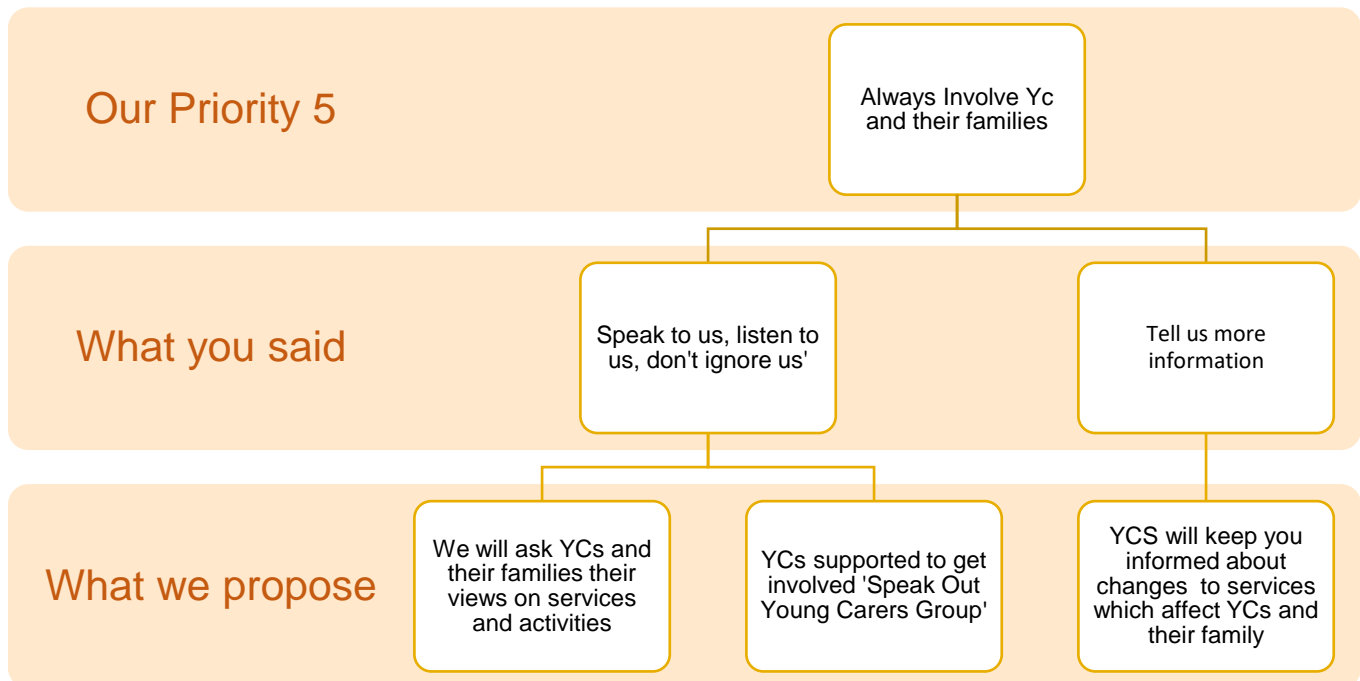 Our Priority 5
Always Involve Yc
and their families
What you said
Speak to us, listen to
us, don't ignore us'
Tell us more
information
What we propose
We will ask YCs and
their families their
views on services
and activities
YCs supported to get
involved 'Speak Out
Young Carers Group'
YCS will keep you
informed about
changes to services
which affect YCs and
their family